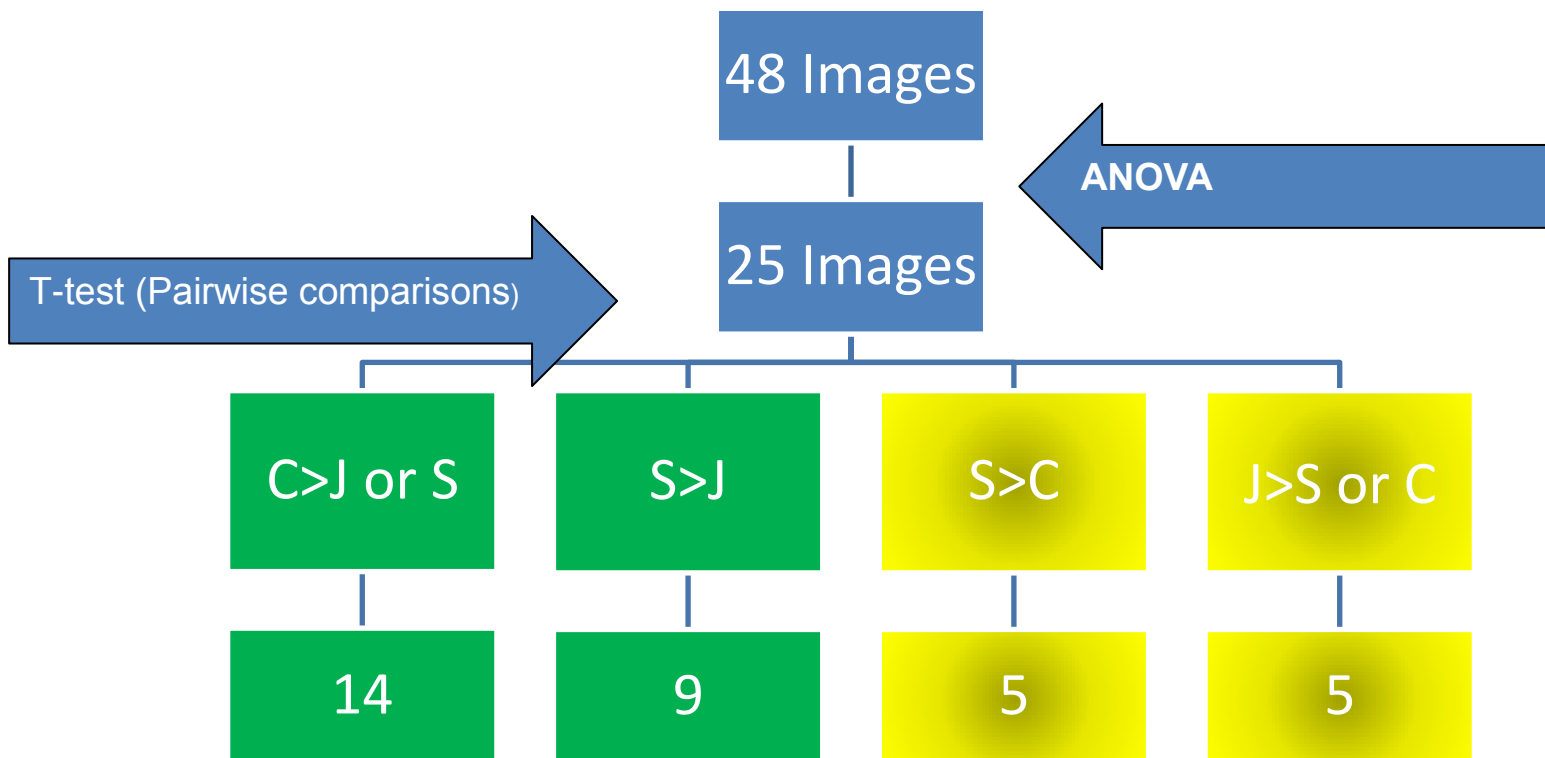 48 Images
ANOVA
25 Images
T-test (Pairwise comparisons)
C>J or S
S>J
S>C
J>S or C
14
9
5
5